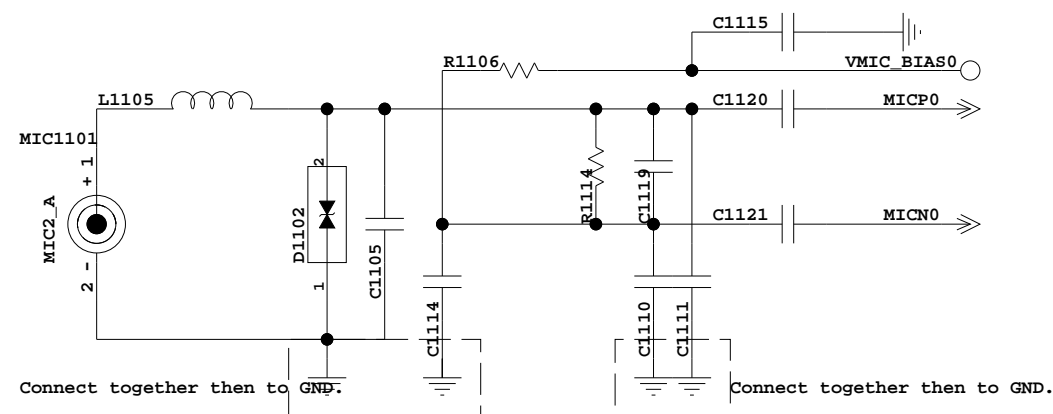 C1115
R1106
VMIC_BIAS0
L1105
C1120
MICP0
MIC1101
+ 1
2
R1114
C1119
MIC2_A
D1102
C1121
MICN0
2 -
1
C1105
C1114
C1110
C1111
Connect together then to GND.
Connect together then to GND.